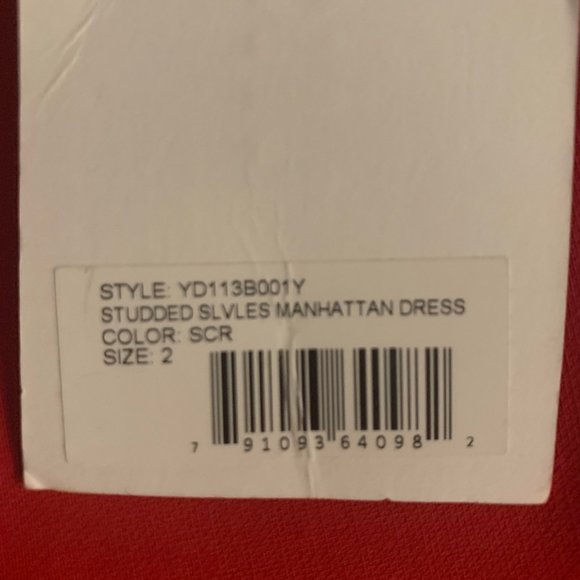 STYLE: YD113B001Y
STUDDED SLVLES MANHATTAN DRESS
COLOR: SCR
SIZE: 2
7 91093 64098 2